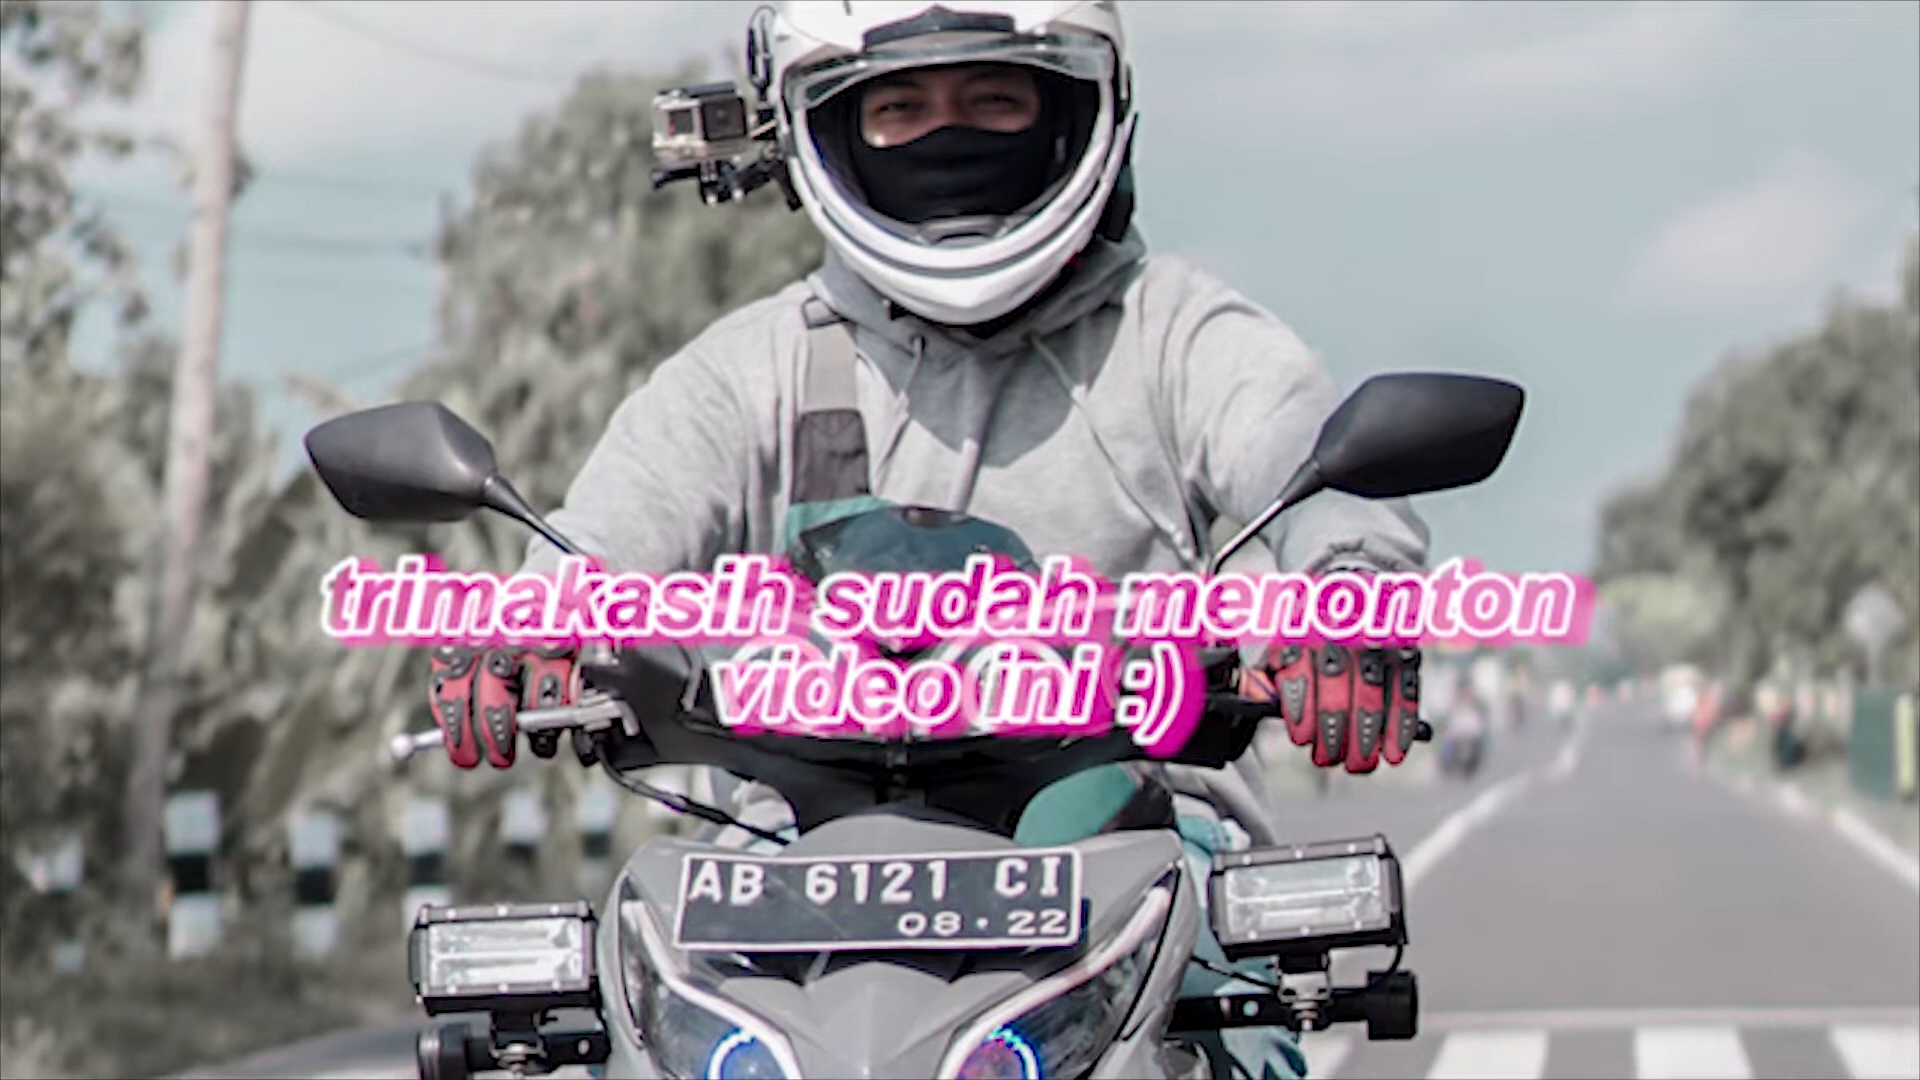 trimakasih sudah menonton
video ini :)
AB 6121 CI
08 · 22